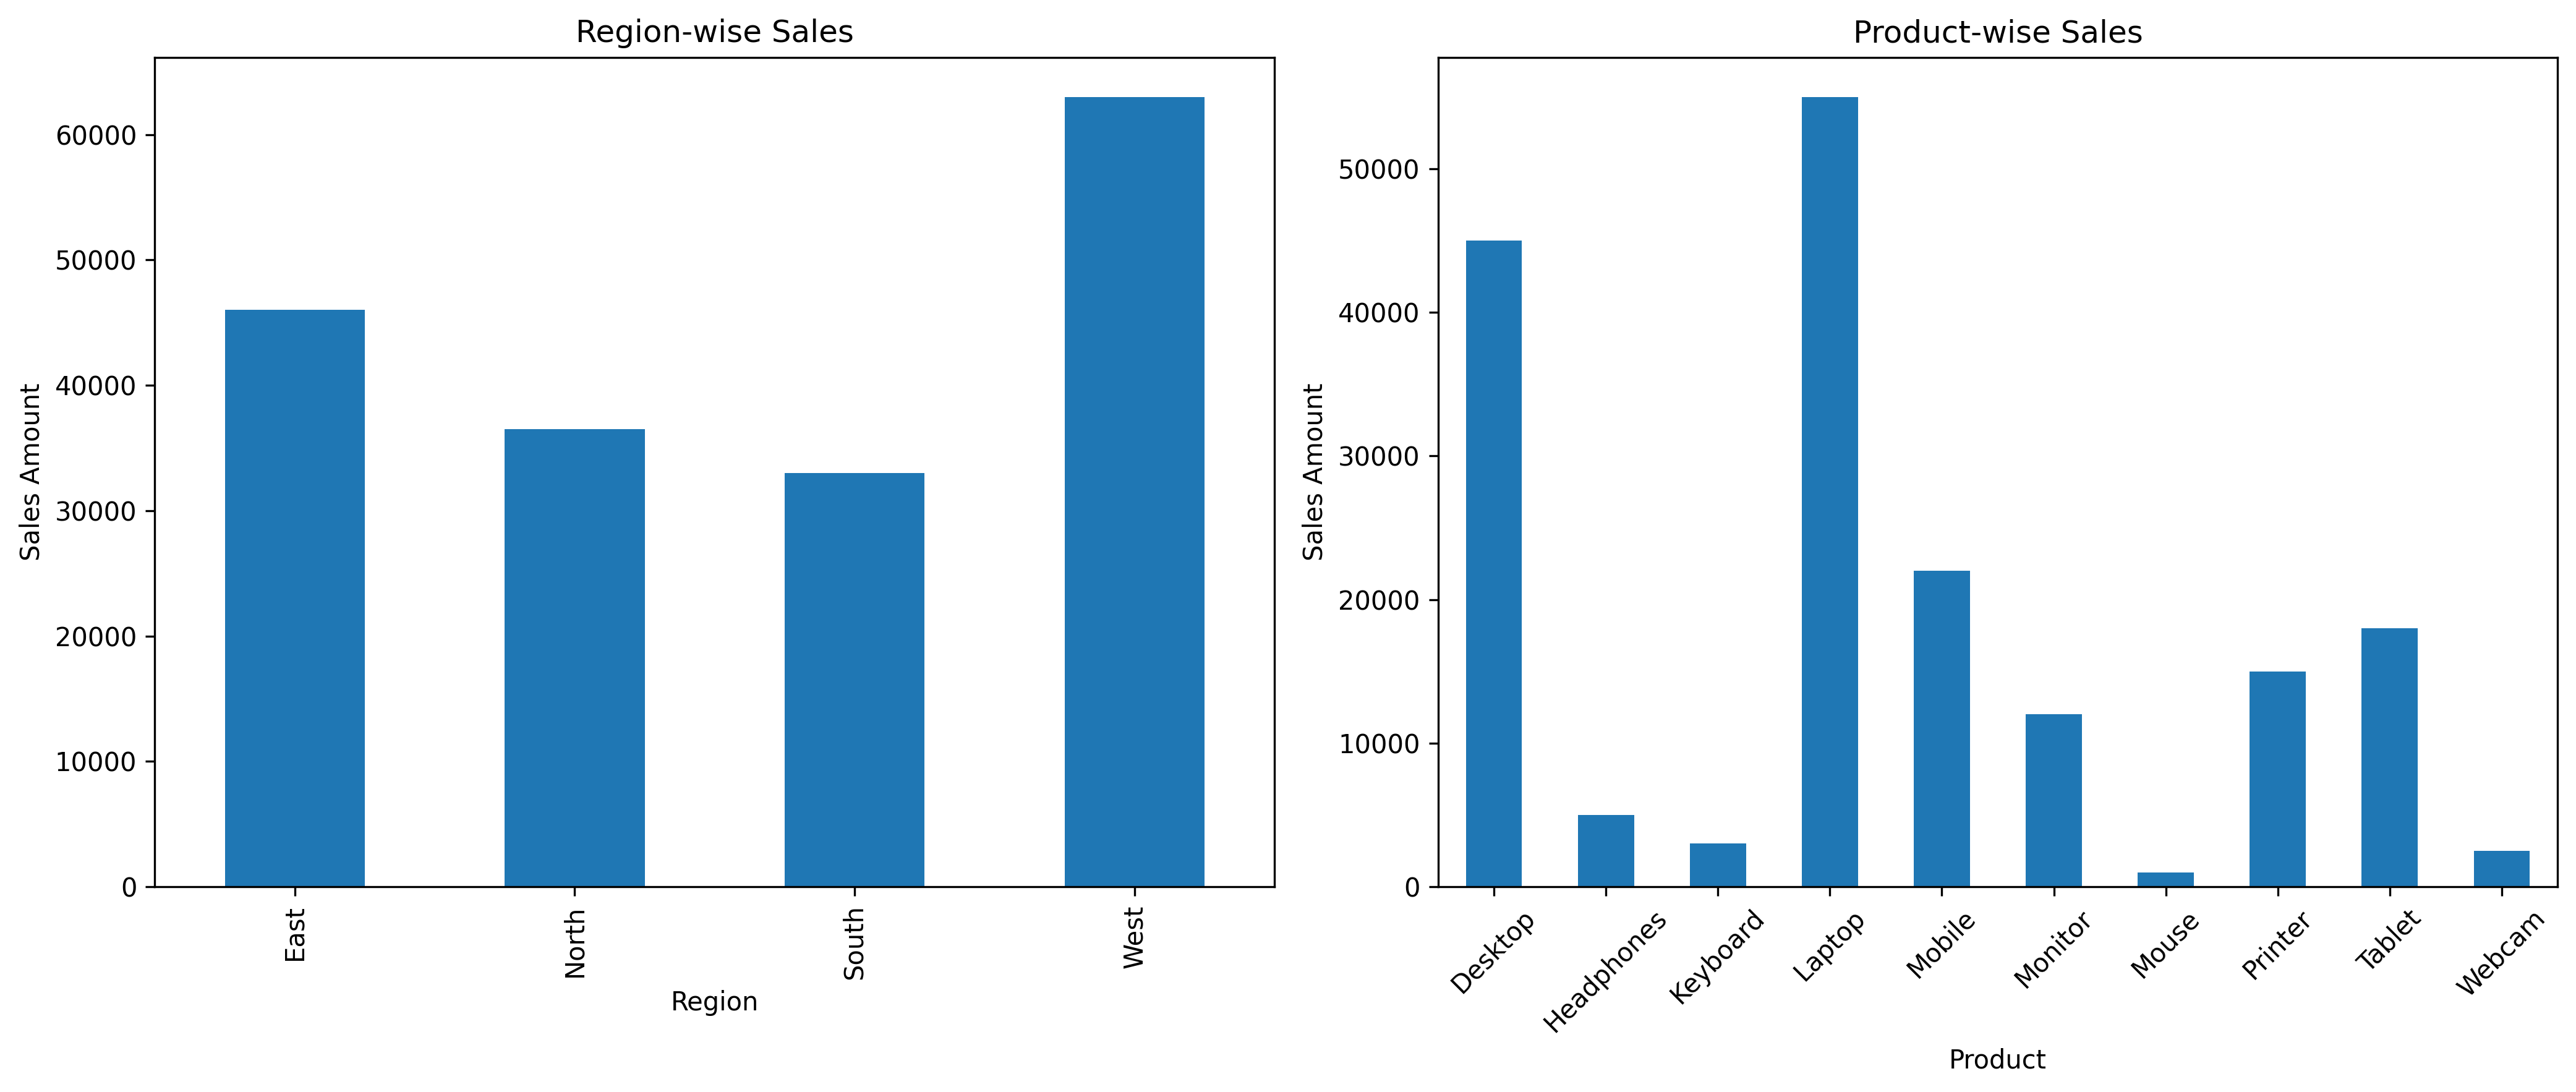 Region-wise Sales
Sales Amount
60000
50000
40000
30000
20000
10000
0
East
North
South
West
Region
Product-wise Sales
Sales Amount
50000
40000
30000
20000
10000
0
Desktop
Headphones
Keyboard
Laptop
Mobile
Monitor
Mouse
Printer
Tablet
Webcam
Product